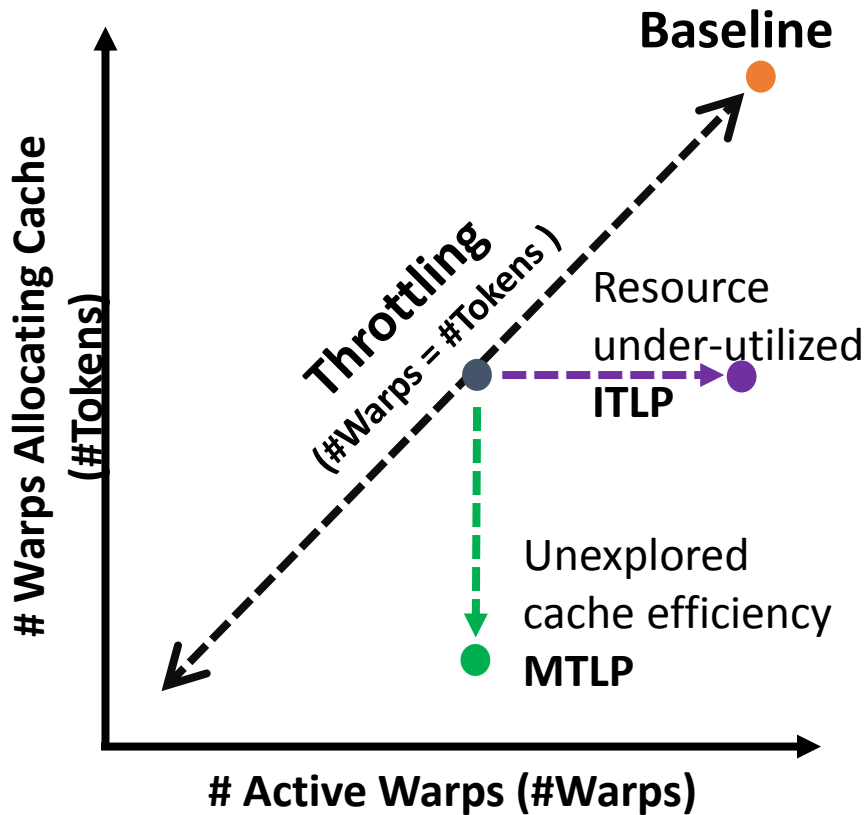 Baseline
# Warps Allocating Cache
(#Tokens)
Throttling
(#Warps = #Tokens )
Resource
under-utilized
ITLP
Unexplored
cache efficiency
MTLP
# Active Warps (#Warps)